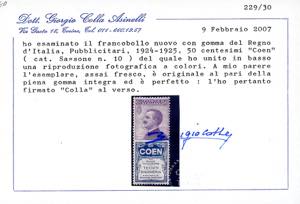 229/30
Dott. Giorgio Colla Asinelli
9 Febbraio 2007
ho esaminato il francobollo nuovo con gomma del Regno
d'Italia, Pubblicitari, 1924-1925, 50 centesimi "Coen"
( cat. Sassone n. 10 ) del quale ho unito in basso
una riproduzione fotografica a colori. A mio parere
l'esemplare, assai fresco, è originale al pari della
piena gomma integra ed è perfetto : l'ho pertanto
firmato "Colla" al verso.
COEN